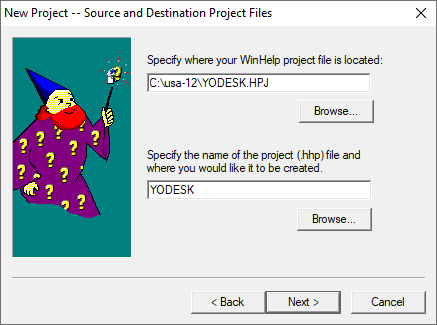 New Project -- Source and Destination Project Files
Specify where your WinHelp project file is located:
C:\usa-12\YODESK.HPJ
Browse...
Specify the name of the project (.hhp) file and
where you would like it to be created.
YODESK
Browse...
< Back
Next >
Cancel